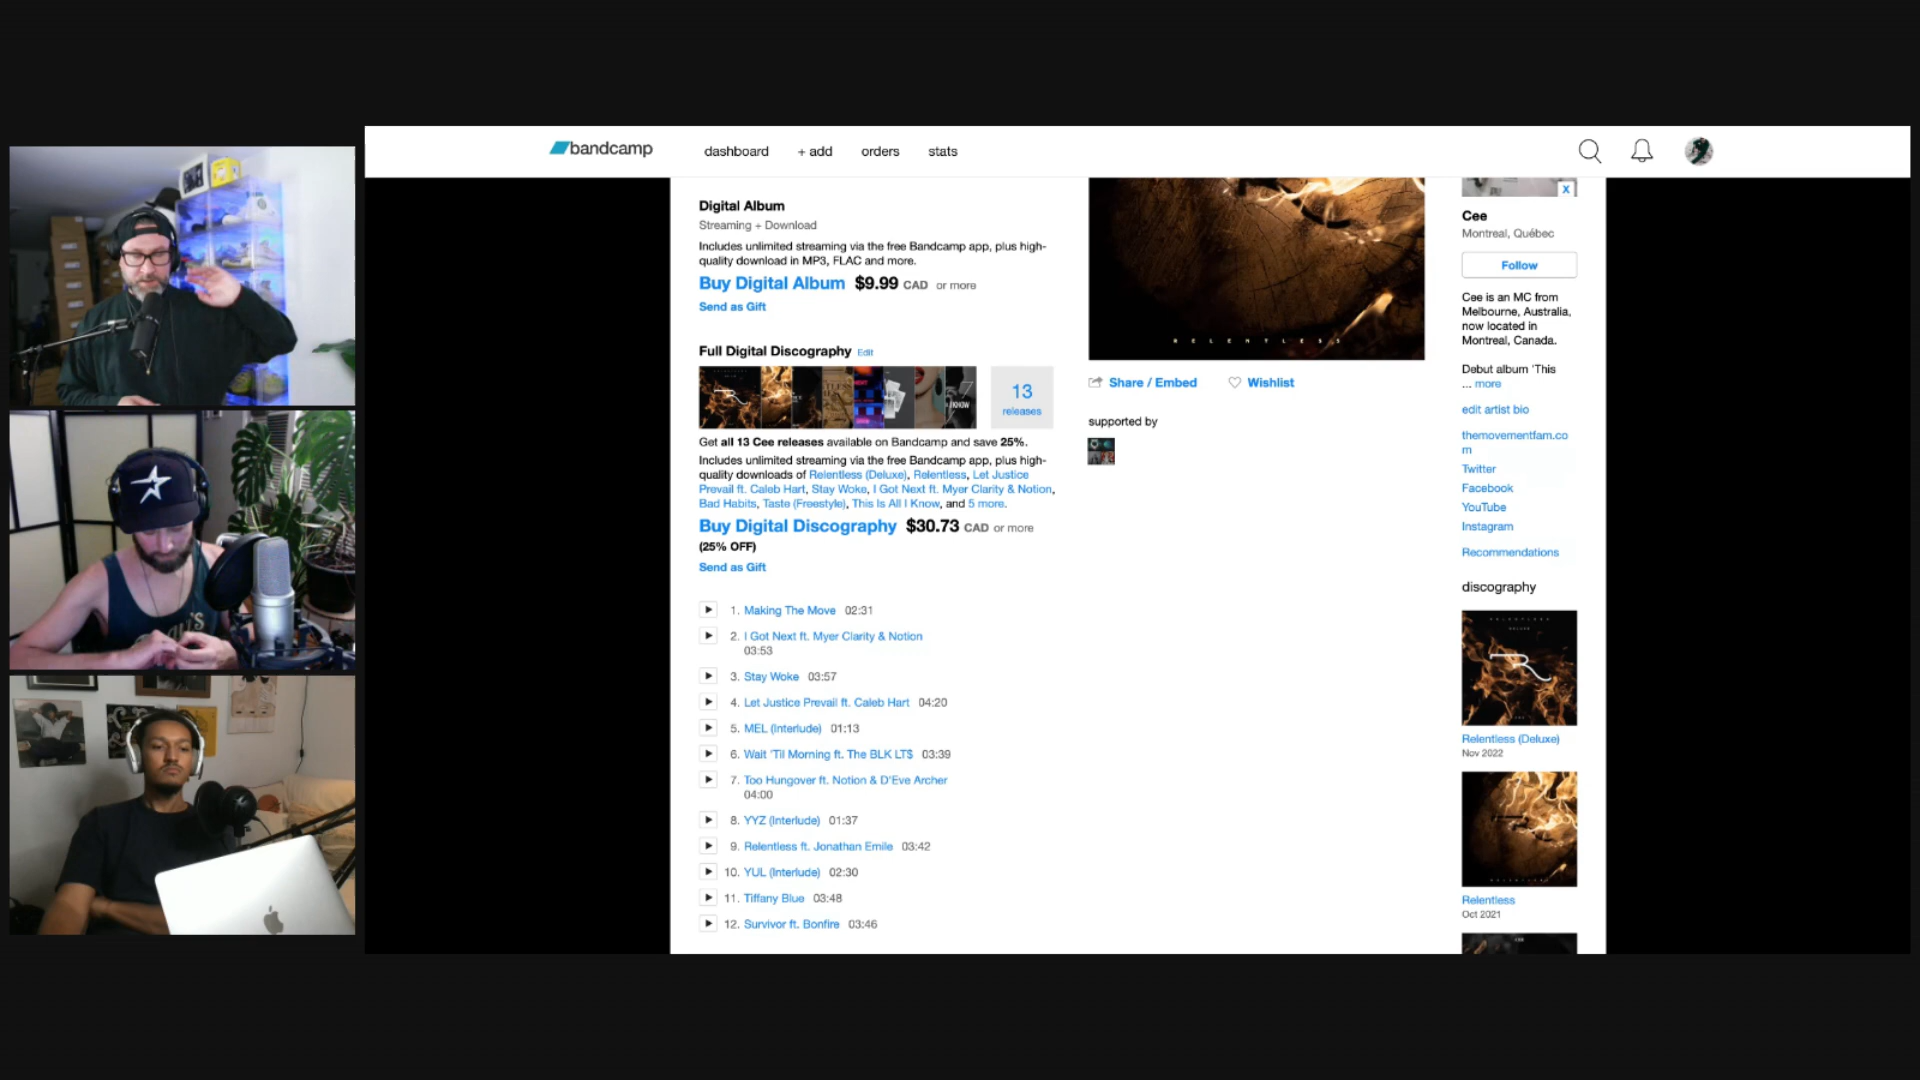 bandcamp
dashboard
+ add
orders
stats
Digital Album
Streaming + Download
Includes unlimited streaming via the free Bandcamp app, plus high-
quality download in MP3, FLAC and more.
Buy Digital Album $9.99 CAD or more
Send as Gift
Full Digital Discography Edit
13
releases
Get all 13 Cee releases available on Bandcamp and save 25%.
Includes unlimited streaming via the free Bandcamp app, plus high-
quality downloads of Relentless (Deluxe), Relentless, Let Justice
Prevail ft. Caleb Hart, Stay Woke, I Got Next ft. Myer Clarity & Notion,
Bad Habits, Taste (Freestyle), This Is All I Know, and 5 more.
Buy Digital Discography $30.73 CAD or more
(25% OFF)
Send as Gift
1. Making The Move 02:31
2. I Got Next ft. Myer Clarity & Notion
03:53
3. Stay Woke 03:57
4. Let Justice Prevail ft. Caleb Hart 04:20
5. MEL (Interlude) 01:13
6. Wait 'Til Morning ft. The BLK LT$ 03:39
7. Too Hungover ft. Notion & D'Eve Archer
04:00
8. YYZ (Interlude) 01:37
9. Relentless ft. Jonathan Emile 03:42
10. YUL (Interlude) 02:30
11. Tiffany Blue 03:48
12. Survivor ft. Bonfire 03:46
RELENTLESS
Share / Embed
Wishlist
supported by
X
Cee
Montreal, Québec
Follow
Cee is an MC from
Melbourne, Australia,
now located in
Montreal, Canada.
Debut album 'This
... more
edit artist bio
themovementfam.co
m
Twitter
Facebook
YouTube
Instagram
Recommendations
discography
Relentless (Deluxe)
Nov 2022
Relentless
Oct 2021